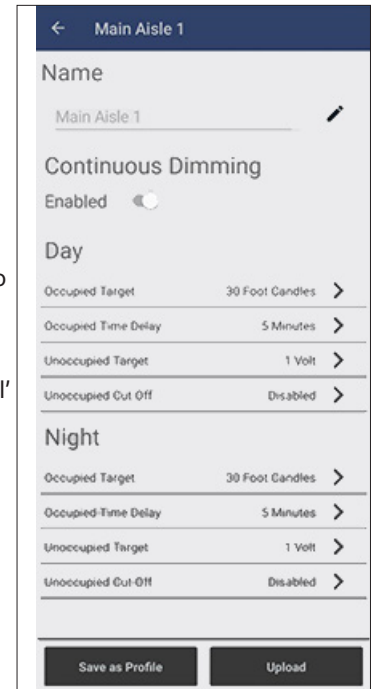 ← Main Aisle 1
Name
Main Aisle 1
Continuous Dimming
Enabled
Day
Occupied Target 30 Foot Candles
Occupied Time Delay 5 Minutes
Unoccupied Target 1 Volt
Unoccupied Cut Off Disabled
Night
Occupied Target 30 Foot Candles
Occupied Time Delay 5 Minutes
Unoccupied Target 1 Volt
Unoccupied Cut-Off Disabled
Save as Profile Upload